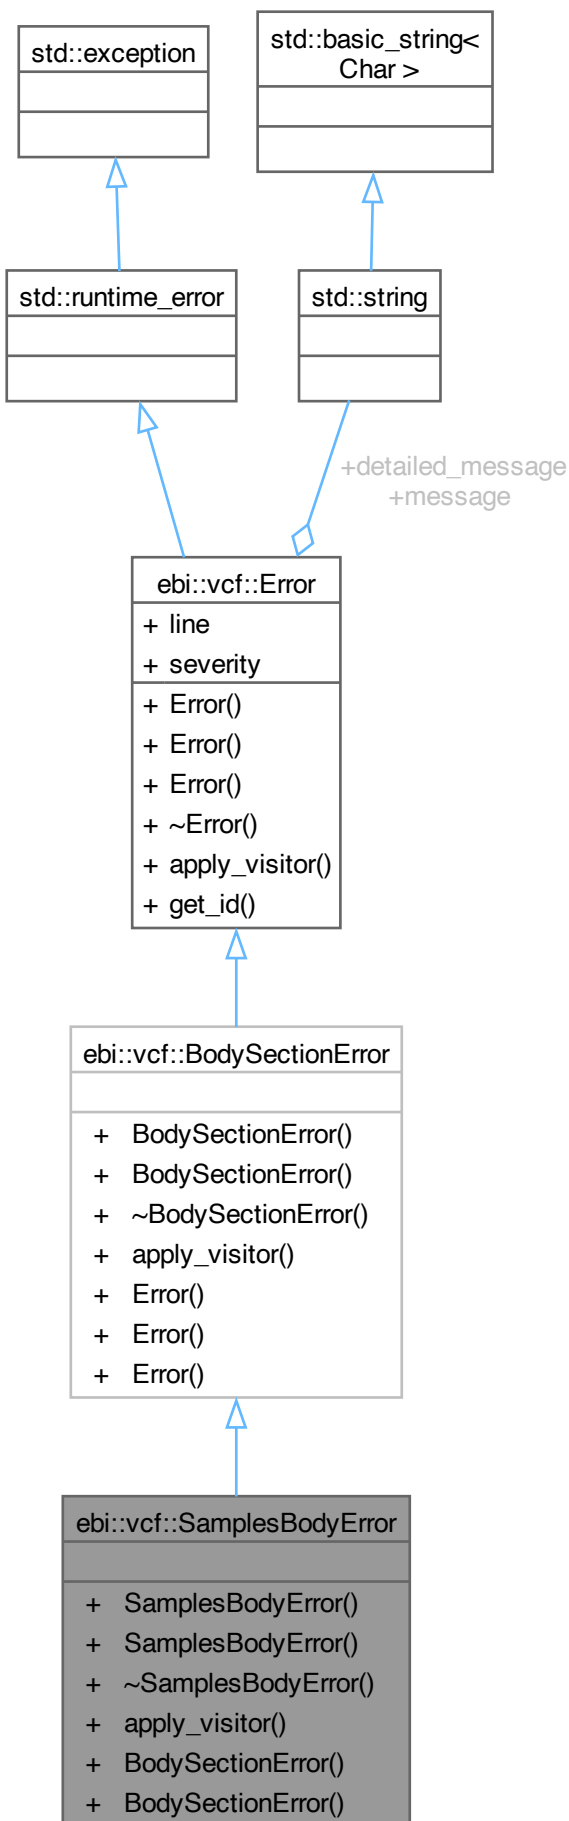 std::exception
std::basic_string<
Char >
std::runtime_error
std::string
+detailed_message
+message
ebi::vcf::Error
+ line
+ severity
+ Error()
+ Error()
+ Error()
+ ~Error()
+ apply_visitor()
+ get_id()
ebi::vcf::BodySectionError
+ BodySectionError()
+ BodySectionError()
+ ~BodySectionError()
+ apply_visitor()
+ Error()
+ Error()
+ Error()
ebi::vcf::SamplesBodyError
+ SamplesBodyError()
+ SamplesBodyError()
+ ~SamplesBodyError()
+ apply_visitor()
+ BodySectionError()
+ BodySectionError()